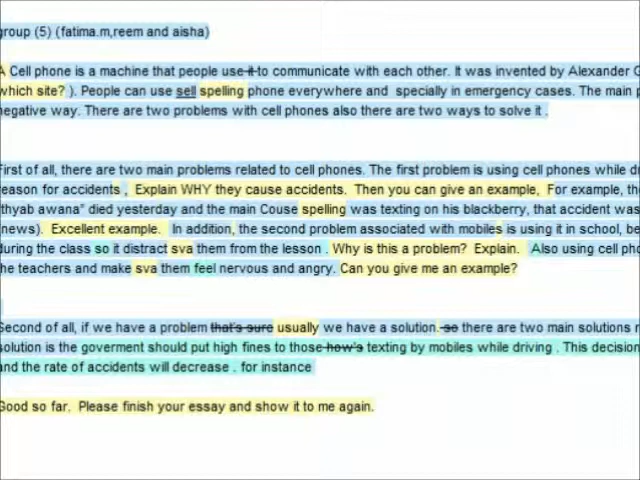 group (5) (fatima.m,reem and aisha)
A Cell phone is a machine that people use it to communicate with each other. It was invented by Alexander G
which site? ). People can use sell spelling phone everywhere and especially in emergency cases. The main p
negative way. There are two problems with cell phones also there are two ways to solve it .
First of all, there are two main problems related to cell phones. The first problem is using cell phones while dr
reason for accidents , Explain WHY they cause accidents. Then you can give an example, For example, the
"thyab awana" died yesterday and the main Couse spelling was texting on his blackberry, that accident was
(news). Excellent example. In addition, the second problem associated with mobiles is using it in school, be
during the class so it distract sva them from the lesson . Why is this a problem? Explain. Also using cell pho
the teachers and make sva them feel nervous and angry. Can you give me an example?
Second of all, if we have a problem that's sure usually we have a solution. so there are two main solutions r
solution is the goverment should put high fines to those how's texting by mobiles while driving . This decision
and the rate of accidents will decrease . for instance
Good so far. Please finish your essay and show it to me again.